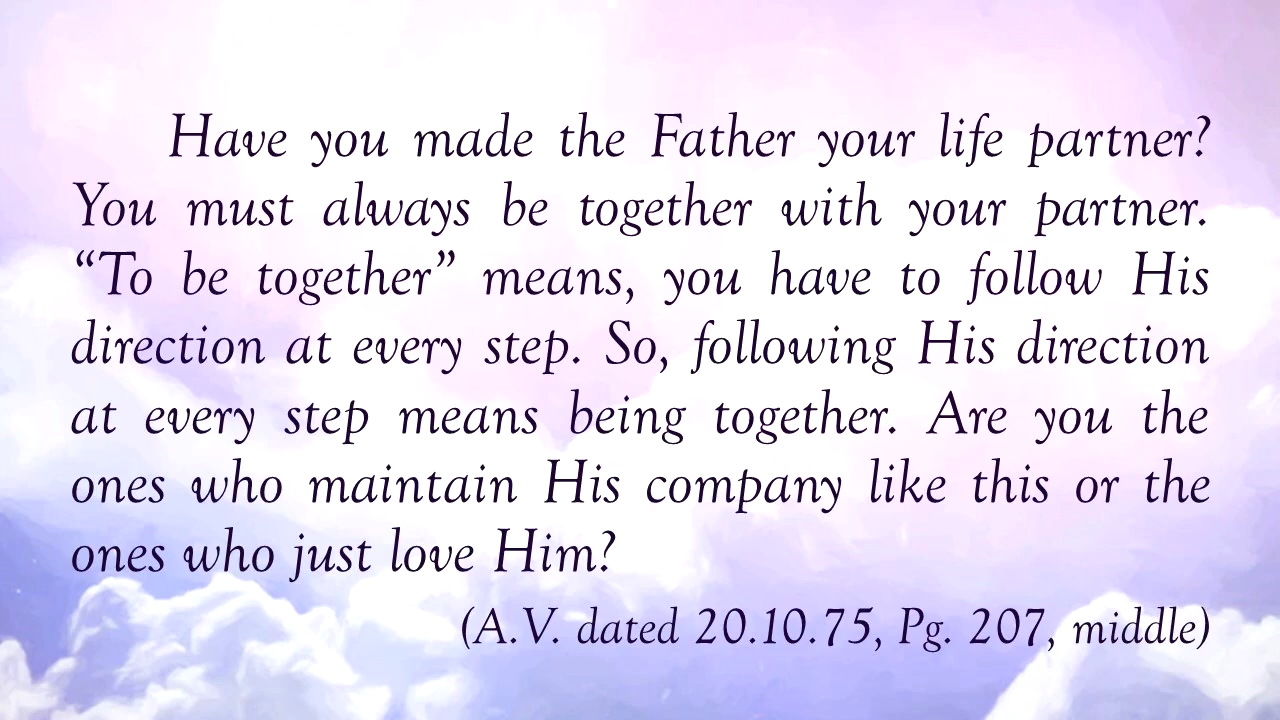 Have you made the Father your life partner?
You must always be together with your partner.
“To be together” means, you have to follow His
direction at every step. So, following His direction
at every step means being together. Are you the
ones who maintain His company like this or the
ones who just love Him?
(A.V. dated 20.10.75, Pg. 207, middle)